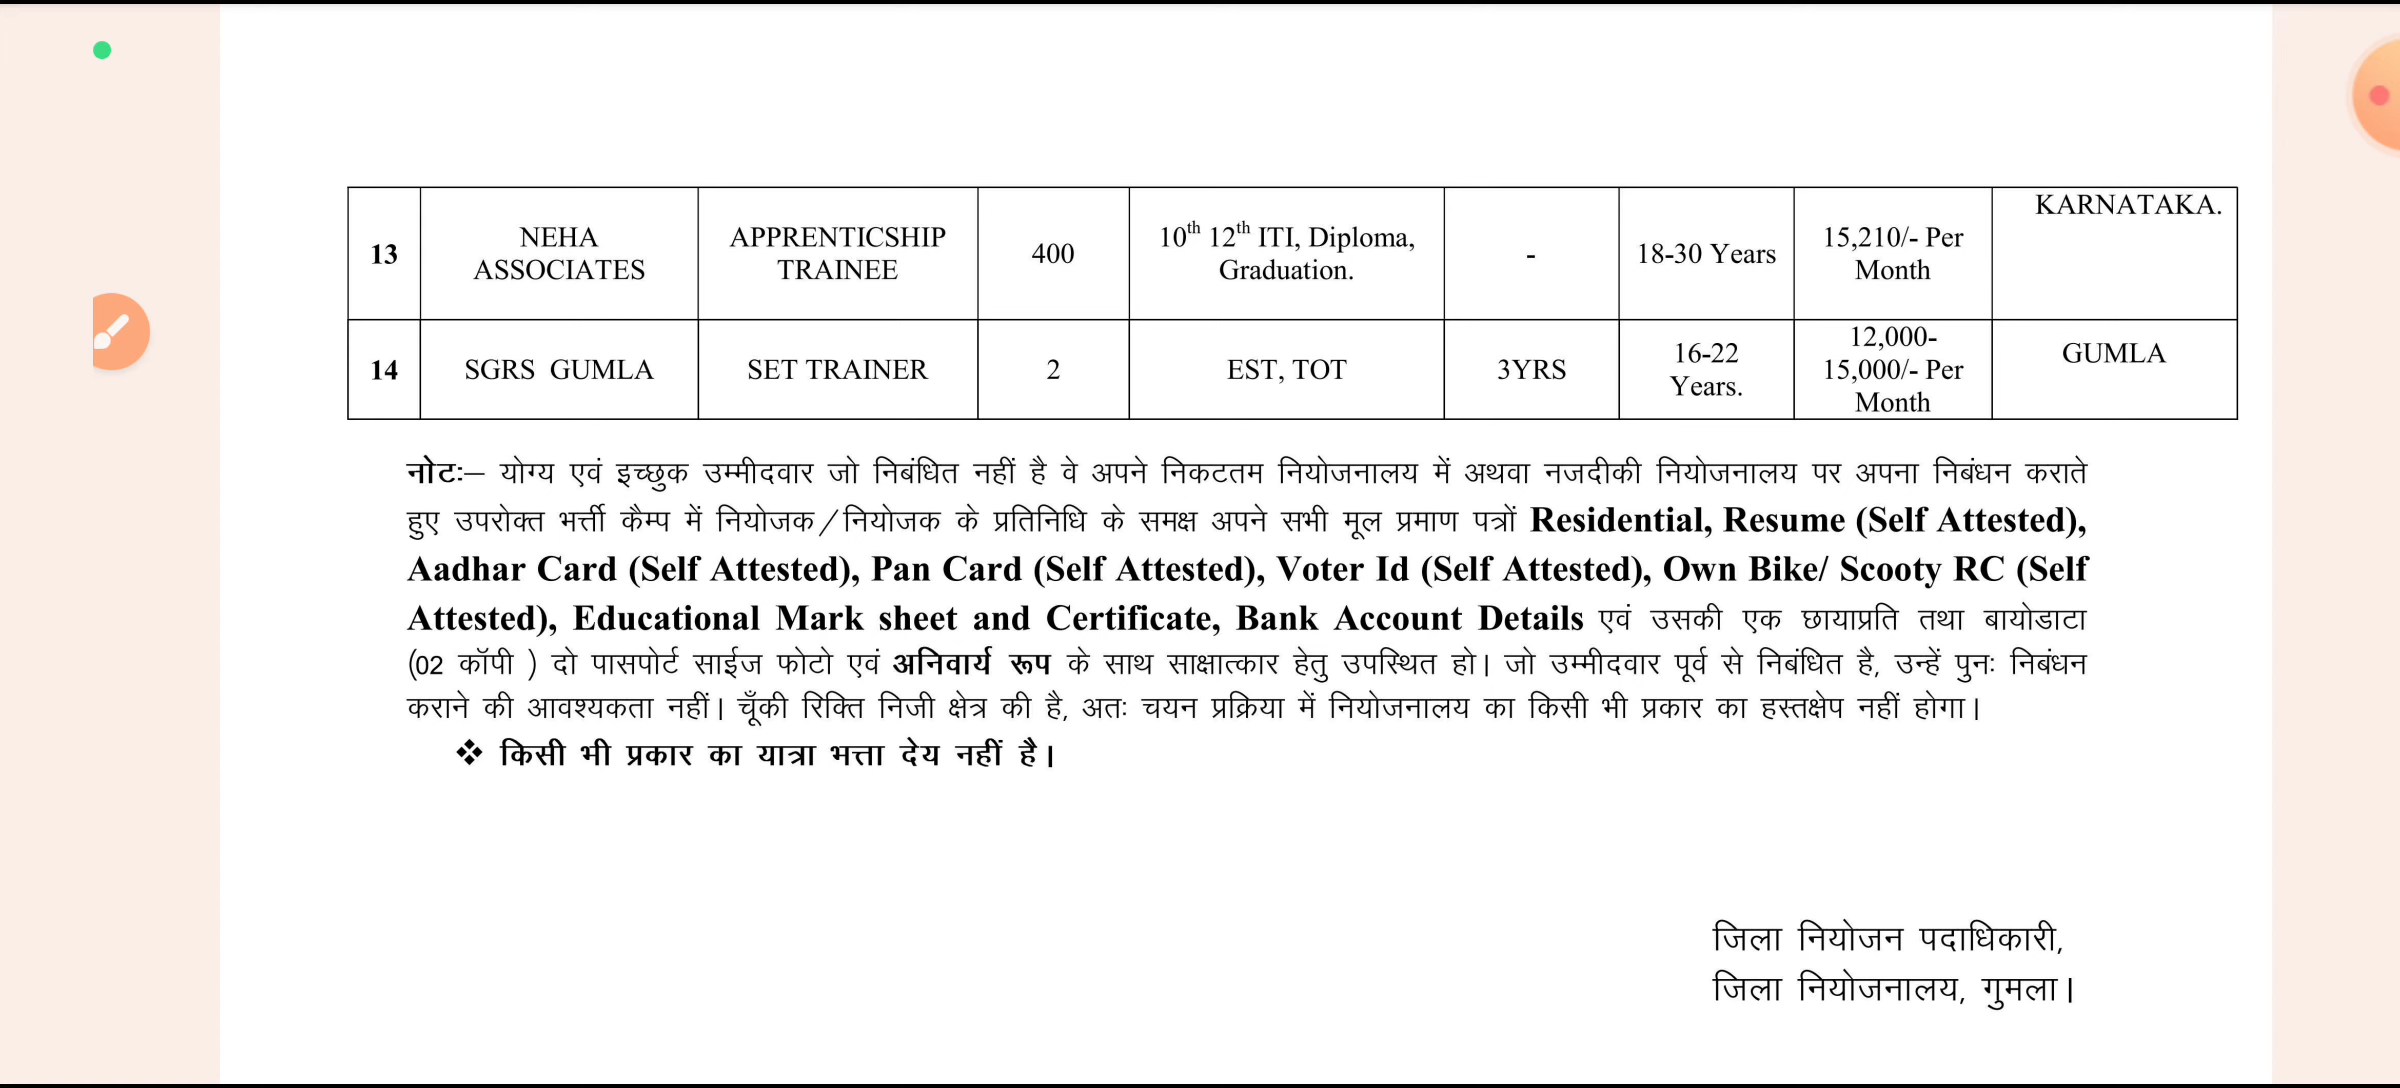 KARNATAKA.
13 NEHA ASSOCIATES APPRENTICSHIP TRAINEE 400 10th 12th ITI, Diploma, Graduation. - 18-30 Years 15,210/- Per Month
14 SGRS GUMLA SET TRAINER 2 EST, TOT 3YRS 16-22 Years. 12,000-15,000/- Per Month GUMLA
नोटः– योग्य एवं इच्छुक उम्मीदवार जो निबंधित नहीं है वे अपने निकटतम नियोजनालय में अथवा नजदीकी नियोजनालय पर अपना निबंधन कराते
हुए उपरोक्त भर्त्ती कैम्प में नियोजक/नियोजक के प्रतिनिधि के समक्ष अपने सभी मूल प्रमाण पत्रों Residential, Resume (Self Attested),
Aadhar Card (Self Attested), Pan Card (Self Attested), Voter Id (Self Attested), Own Bike/ Scooty RC (Self
Attested), Educational Mark sheet and Certificate, Bank Account Details एवं उसकी एक छायाप्रति तथा बायोडाटा
(02 कॉपी ) दो पासपोर्ट साईज फोटो एवं अनिवार्य रूप के साथ साक्षात्कार हेतु उपस्थित हो। जो उम्मीदवार पूर्व से निबंधित है, उन्हें पुनः निबंधन
कराने की आवश्यकता नहीं। चूँकी रिक्ति निजी क्षेत्र की है, अतः चयन प्रक्रिया में नियोजनालय का किसी भी प्रकार का हस्तक्षेप नहीं होगा।
❖ किसी भी प्रकार का यात्रा भत्ता देय नहीं है।
जिला नियोजन पदाधिकारी,
जिला नियोजनालय, गुमला।